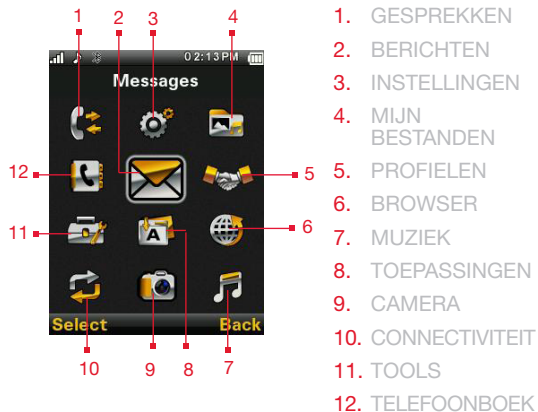 1 2 3 4
02:13PM
Messages
12
5
11
6
A
Select Back
10 9 8 7
1. GESPREKKEN
2. BERICHTEN
3. INSTELLINGEN
4. MIJN
BESTANDEN
5. PROFIELEN
6. BROWSER
7. MUZIEK
8. TOEPASSINGEN
9. CAMERA
10. CONNECTIVITEIT
11. TOOLS
12. TELEFOONBOEK